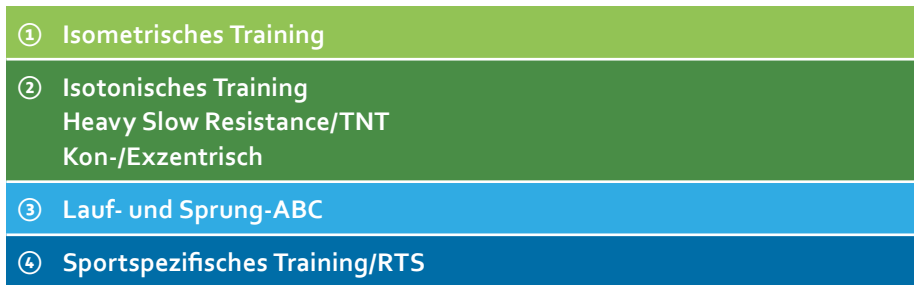 ① Isometrisches Training
② Isotonisches Training
Heavy Slow Resistance/TNT
Kon-/Exzentrisch
③ Lauf- und Sprung-ABC
④ Sportspezifisches Training/RTS